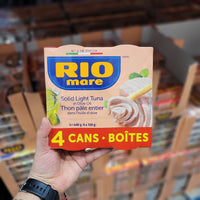 RIO
mare
Solid Light Tuna
in Olive Oil
Thon pâle entier
dans l'huile d'olive
4 CANS • BOÎTES